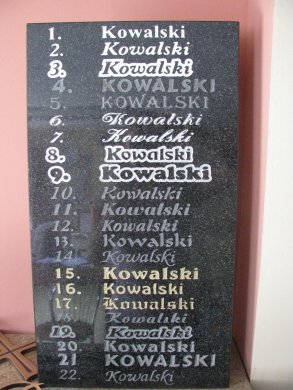 1. Kowalski
2. Kowalski
3. Kowalski
4. KOWALSKI
5. KOWALSKI
6. Kowalski
7. Kowalski
8. Kowalski
9. Kowalski
10. Kowalski
11. Kowalski
12. Kowalski
13. Kowalski
14. Kowalski
15. Kowalski
16. Kowalski
17. Kowalski
18. Kowalski
19. Kowalski
20. Kowalski
21 KOWALSKI
22. Kowalski